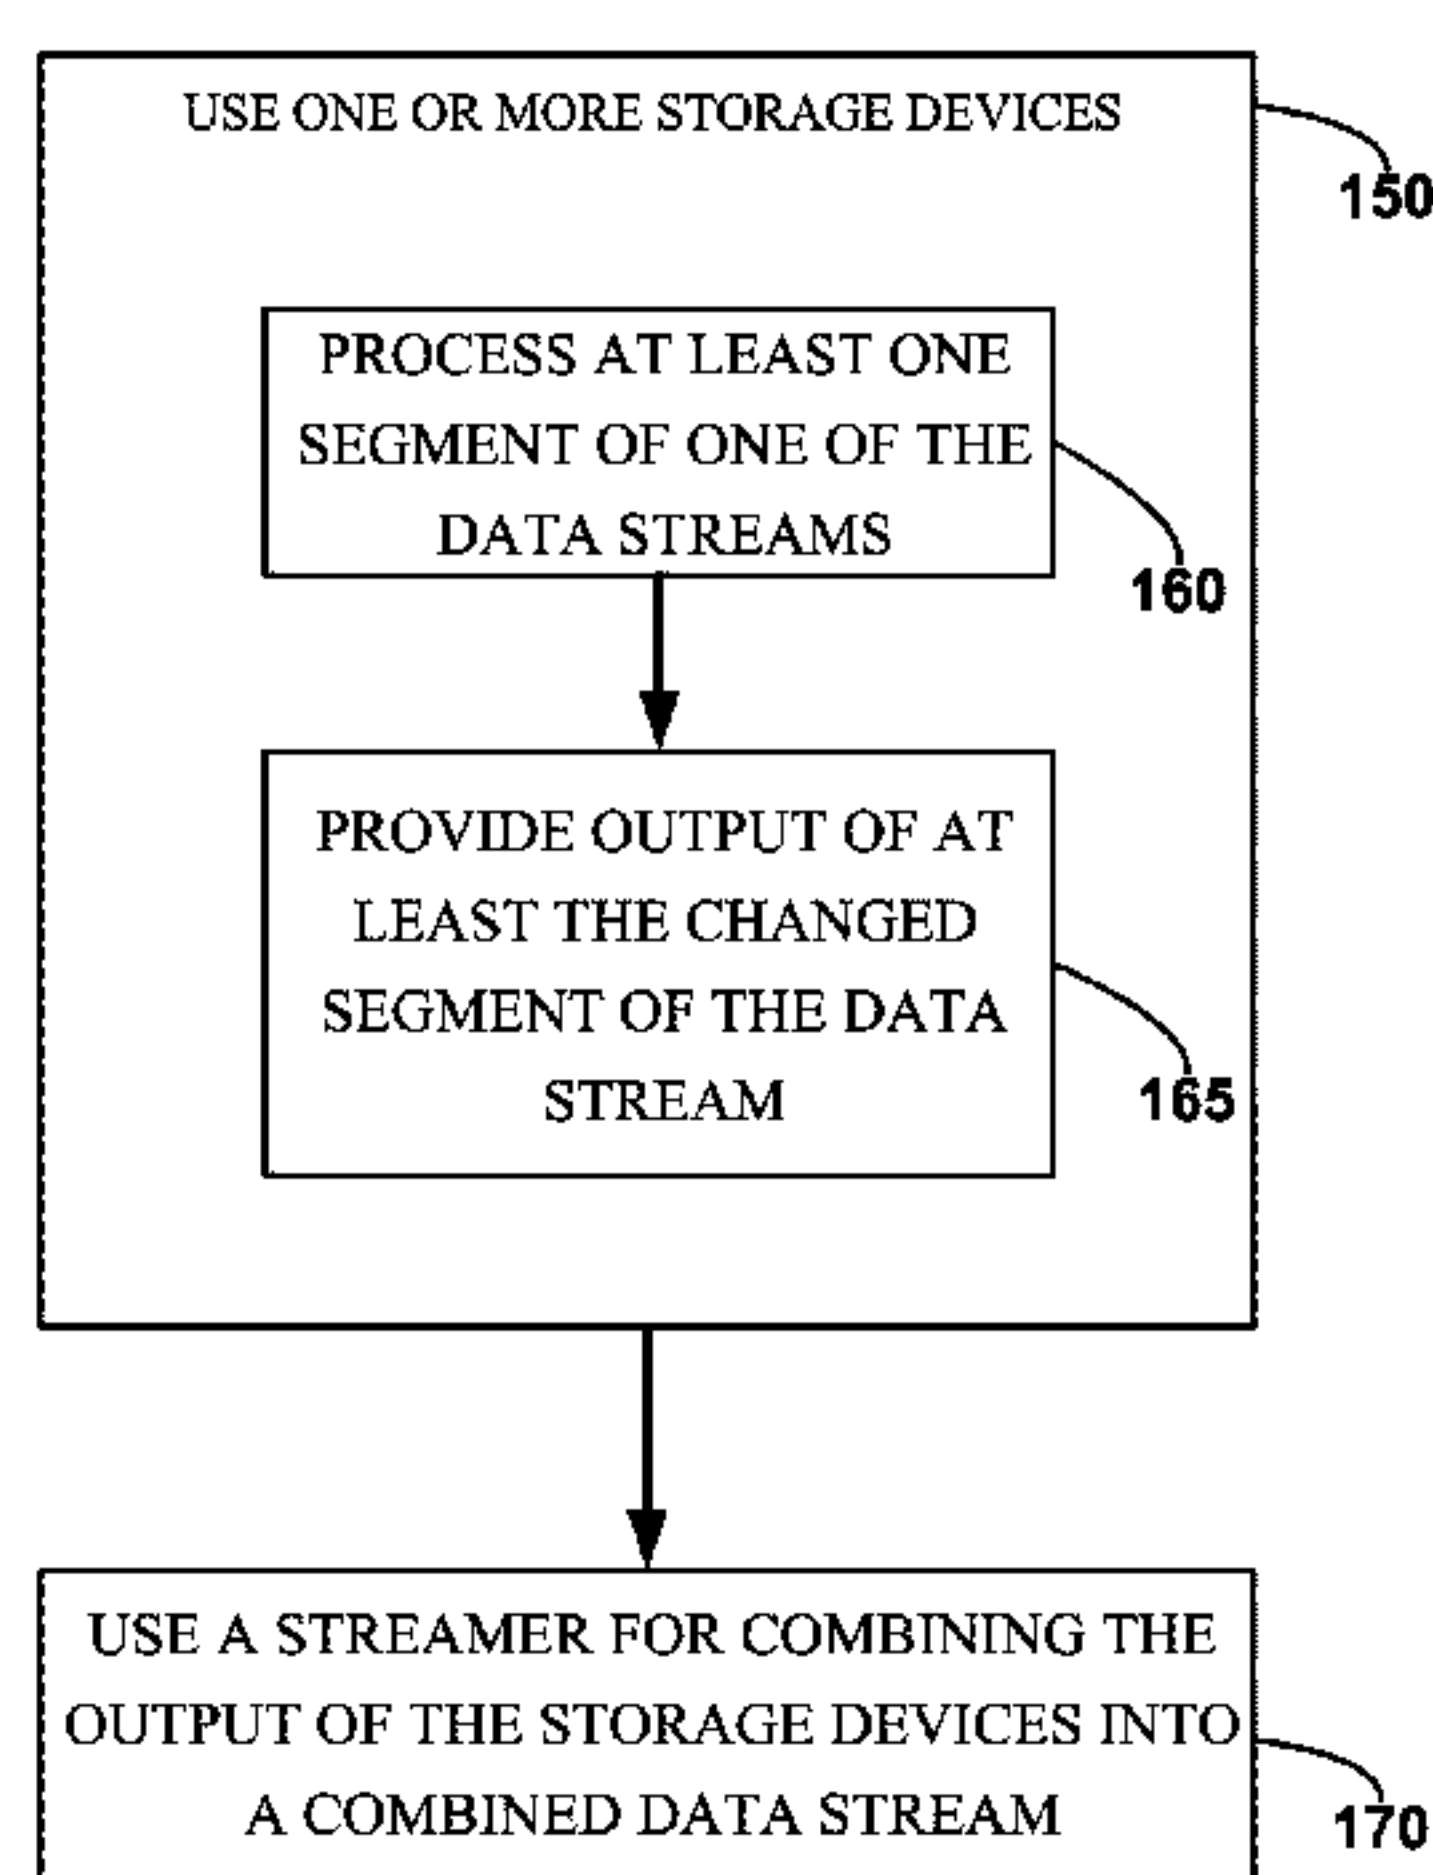 USE ONE OR MORE STORAGE DEVICES
150
PROCESS AT LEAST ONE
SEGMENT OF ONE OF THE
DATA STREAMS
160
PROVIDE OUTPUT OF AT
LEAST THE CHANGED
SEGMENT OF THE DATA
STREAM
165
USE A STREAMER FOR COMBINING THE
OUTPUT OF THE STORAGE DEVICES INTO
A COMBINED DATA STREAM
170